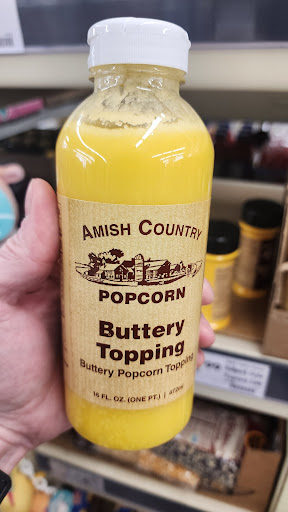 AMISH COUNTRY
POPCORN
Buttery
Topping
Buttery Popcorn Topping
16 FL. OZ. (ONE PT.) | 473mL